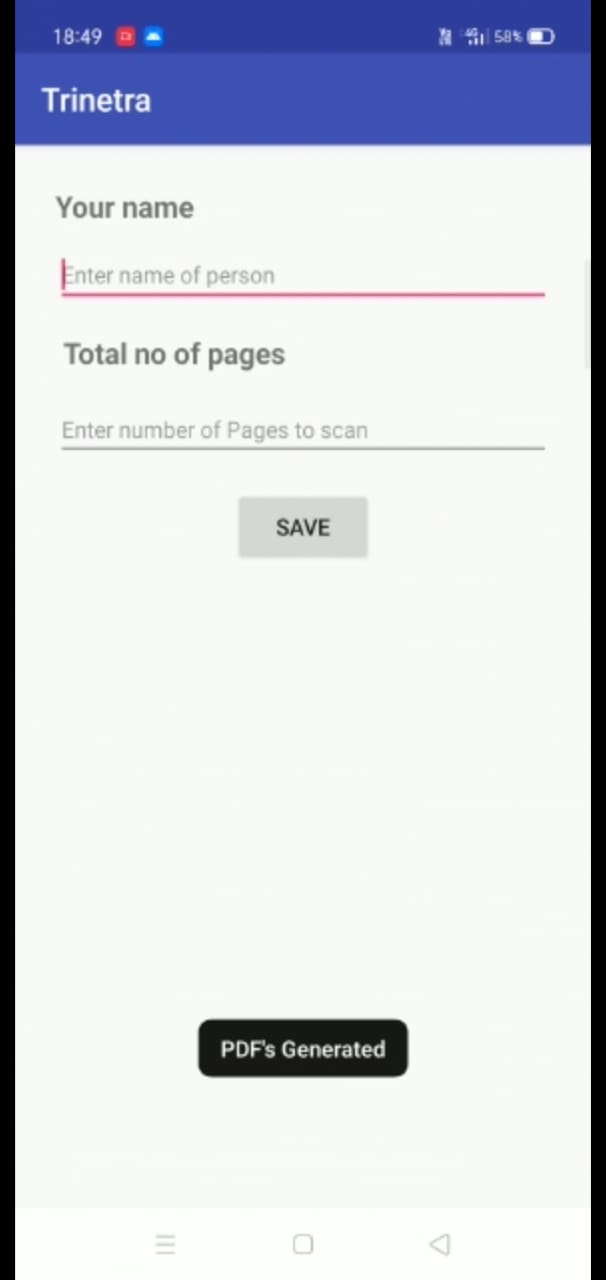 18:49 58%
Trinetra
Your name
Enter name of person
Total no of pages
Enter number of Pages to scan
SAVE
PDF's Generated